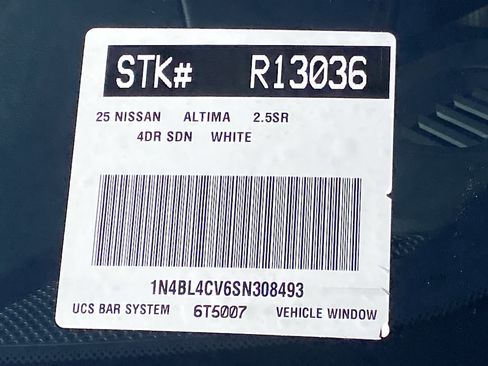 STK# R13036
25 NISSAN ALTIMA 2.5SR
4DR SDN WHITE
1N4BL4CV6SN308493
UCS BAR SYSTEM 6T5007 VEHICLE WINDOW